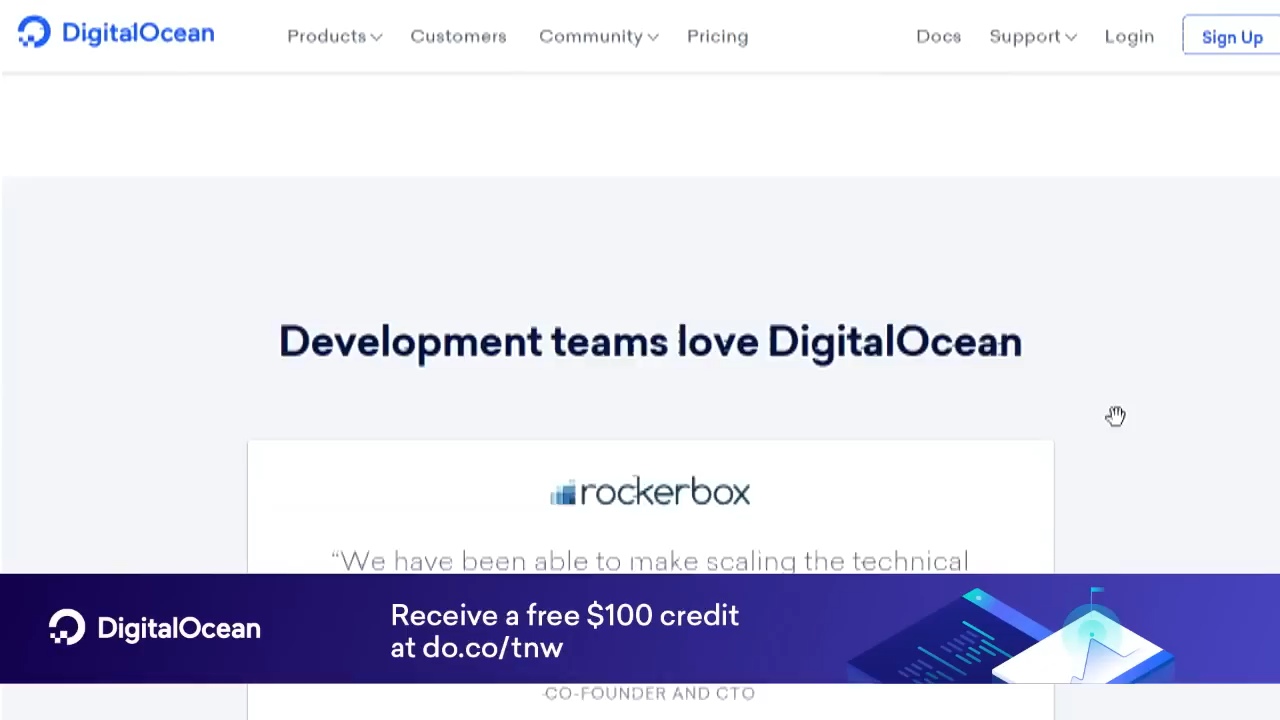 DigitalOcean Products Customers Community Pricing Docs Support Login Sign Up
Development teams love DigitalOcean
rockerbox
“We have been able to make scaling the technical
DigitalOcean
Receive a free $100 credit
at do.co/tnw
CO-FOUNDER AND CTO